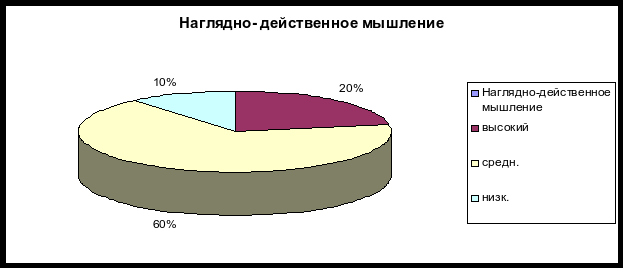 Наглядно- действенное мышление
10%
20%
60%
Наглядно-действенное
мышление
высокий
средн.
низк.